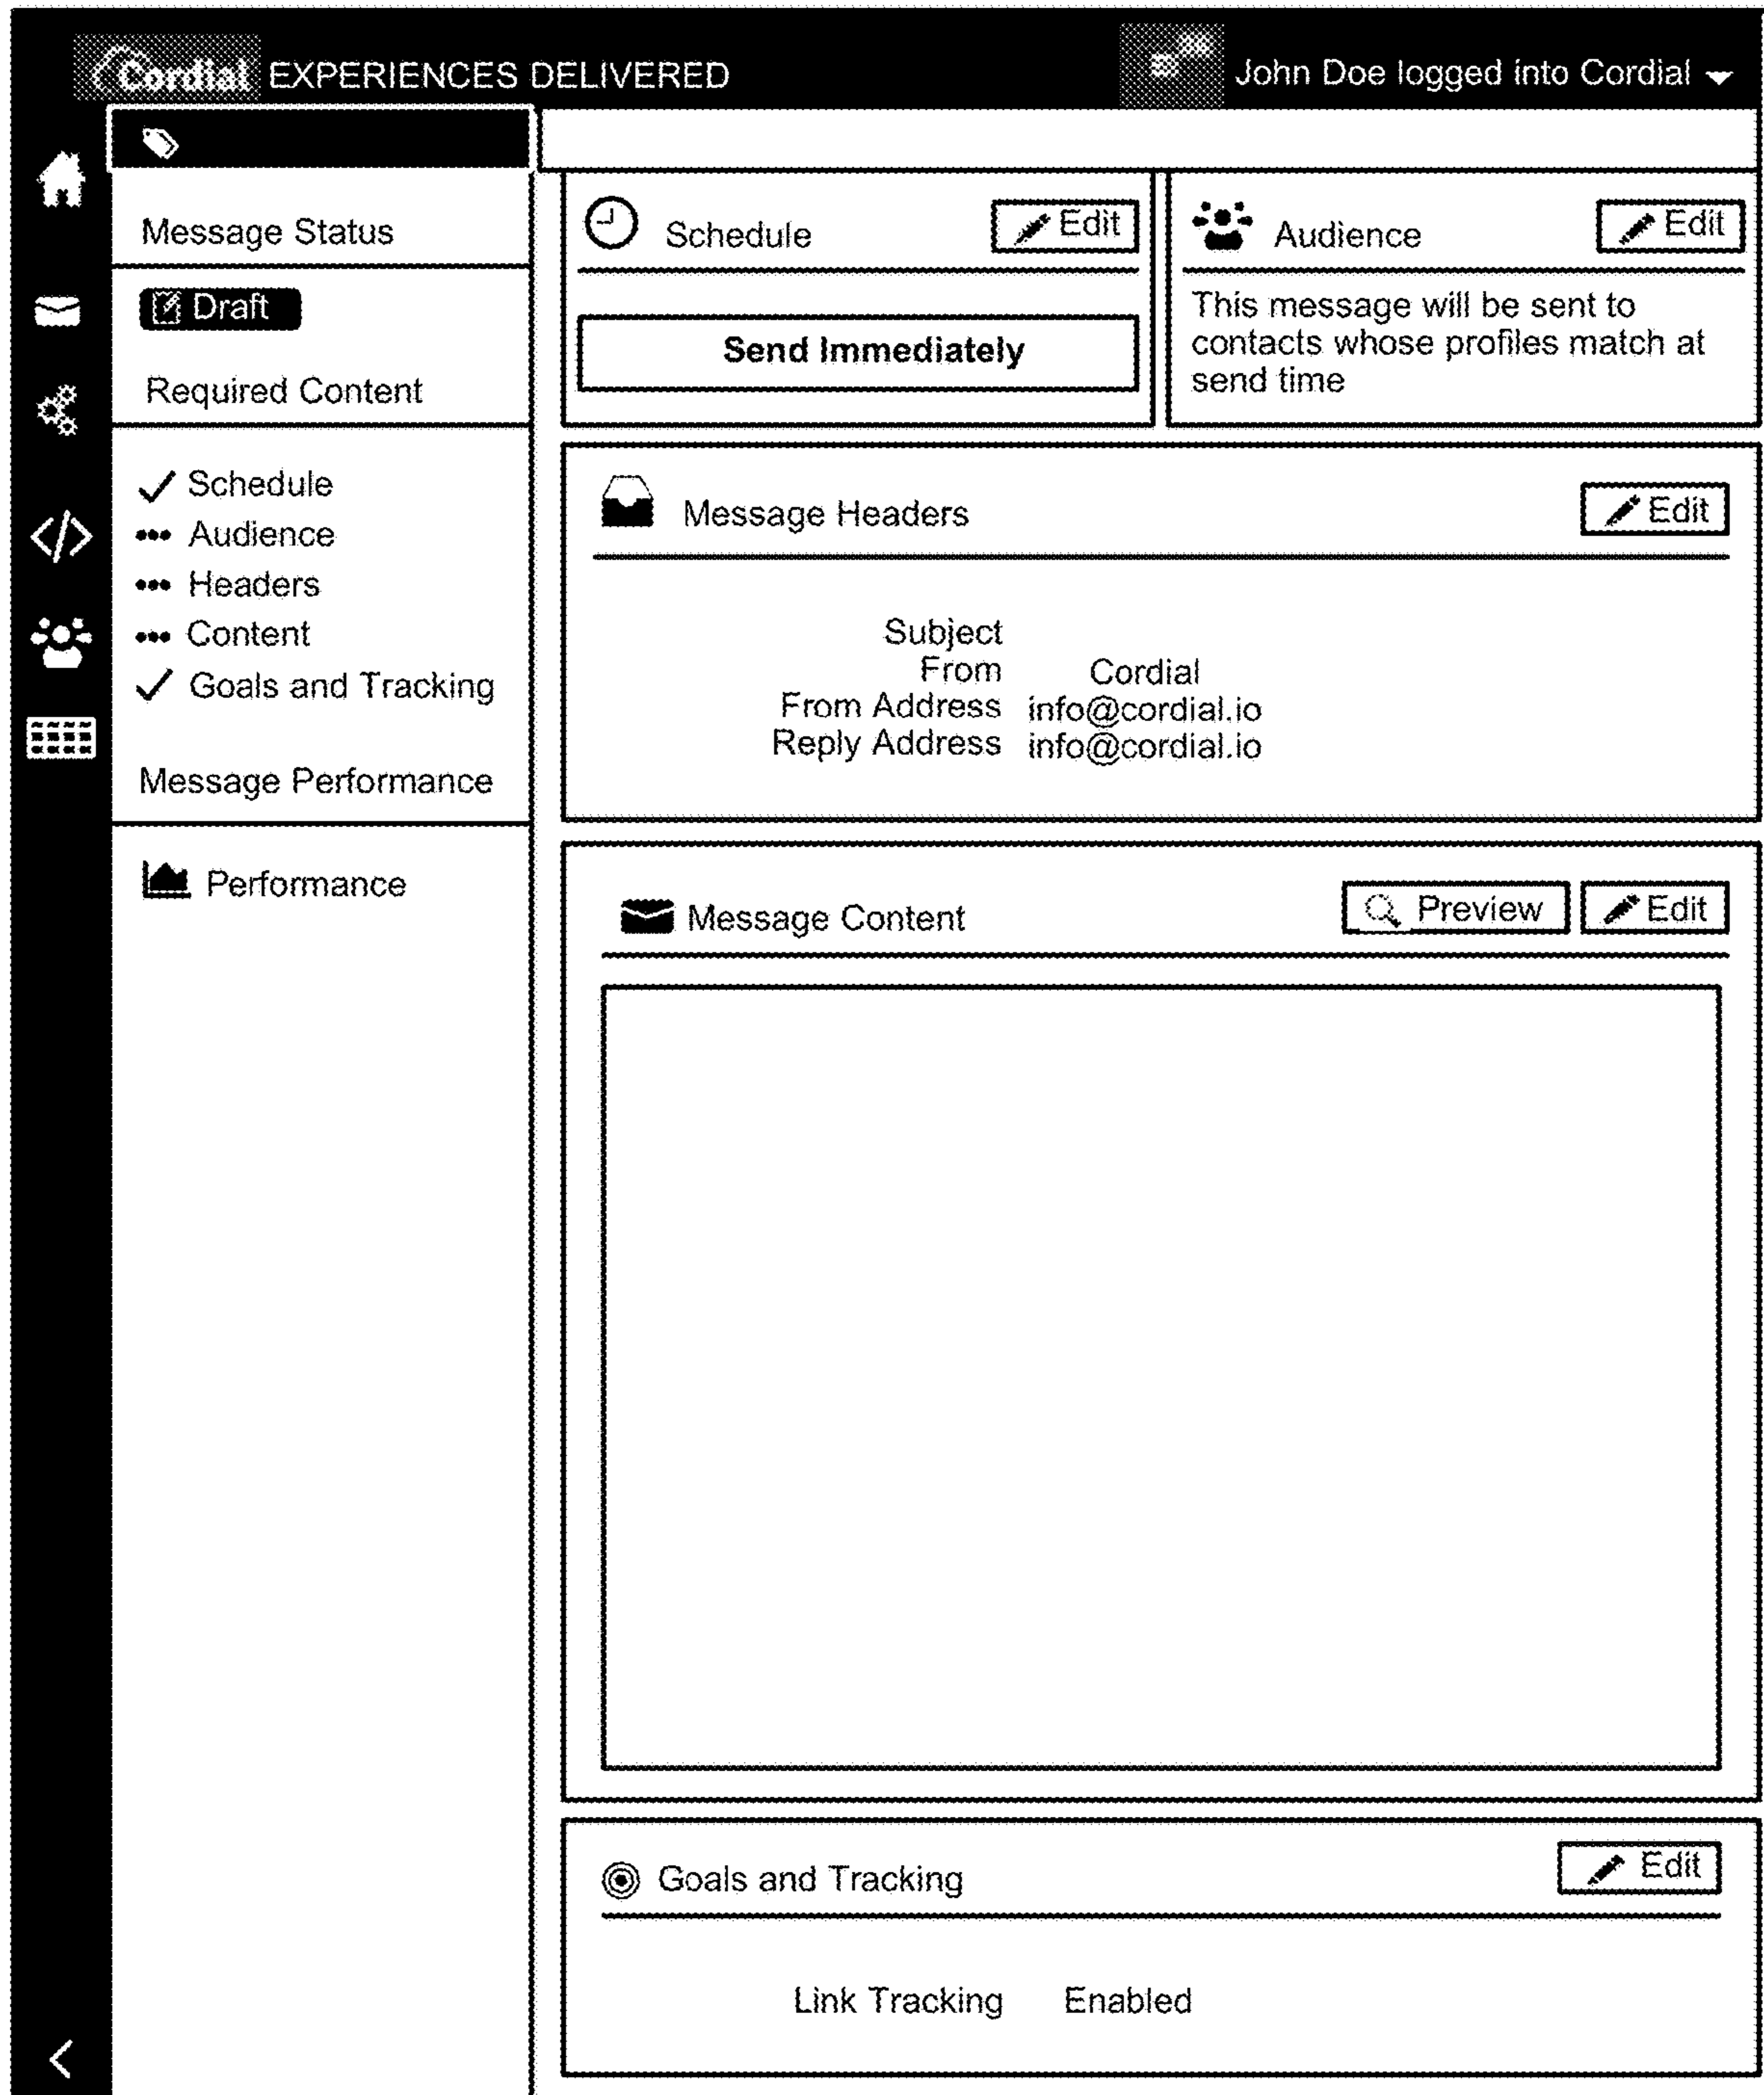 Cordial EXPERIENCES DELIVERED
John Doe logged into Cordial
Message Status
Draft
Required Content
Schedule
Audience
Headers
Content
Goals and Tracking
Message Performance
Performance
Schedule
Edit
Send Immediately
Audience
Edit
This message will be sent to
contacts whose profiles match at
send time
Message Headers
Edit
Subject
From Cordial
From Address info@cordial.io
Reply Address info@cordial.io
Message Content
Preview
Edit
Goals and Tracking
Edit
Link Tracking Enabled